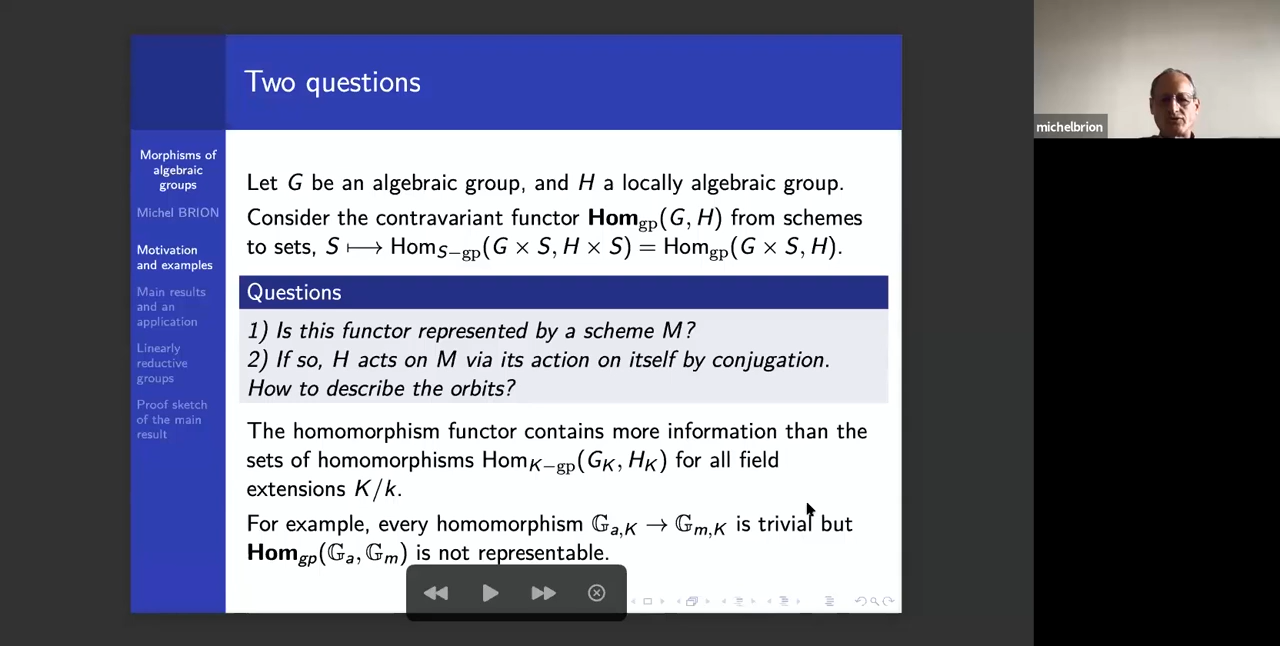 Two questions
Morphisms of
algebraic
groups
Michel BRION
Motivation
and examples
Main results
and an
application
Linearly
reductive
groups
Proof sketch
of the main
result
Let G be an algebraic group, and H a locally algebraic group.
Consider the contravariant functor Hom_gp(G, H) from schemes
to sets, S ⟼ Hom_{S−gp}(G × S, H × S) = Hom_gp(G × S, H).
Questions
1) Is this functor represented by a scheme M?
2) If so, H acts on M via its action on itself by conjugation.
How to describe the orbits?
The homomorphism functor contains more information than the
sets of homomorphisms Hom_{K−gp}(G_K, H_K) for all field
extensions K/k.
For example, every homomorphism 𝔾_{a,K} → 𝔾_{m,K} is trivial but
Hom_gp(𝔾_a, 𝔾_m) is not representable.
michelbrion